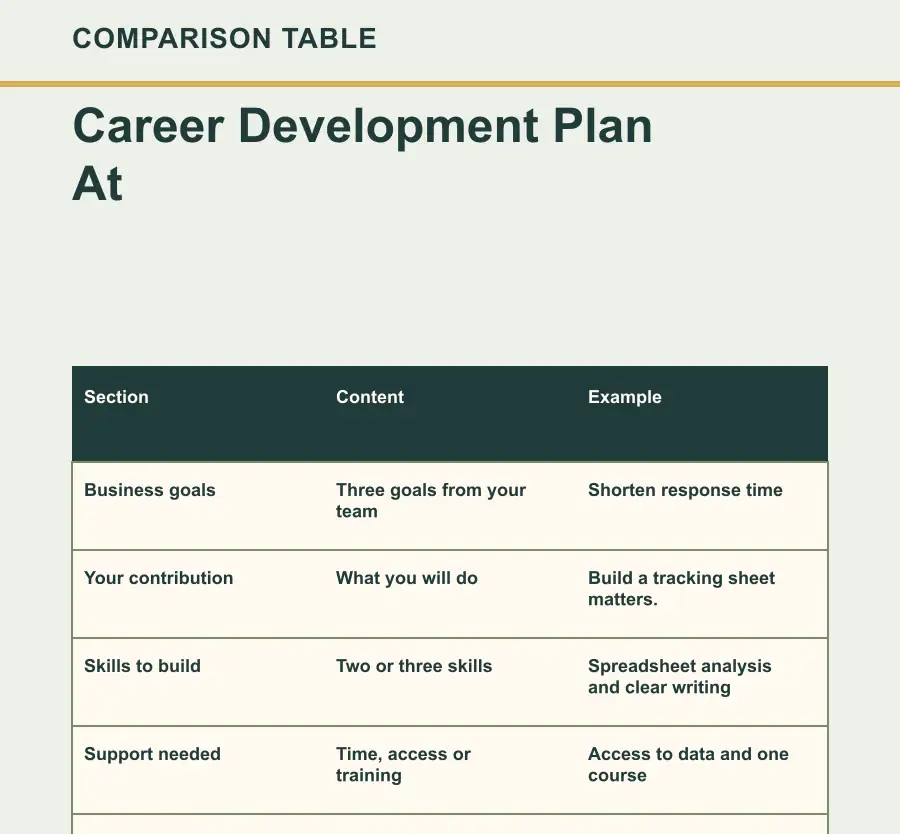 COMPARISON TABLE
Career Development Plan
At
Section Content Example
Business goals Three goals from your Shorten response time
team
Your contribution What you will do Build a tracking sheet
matters.
Skills to build Two or three skills Spreadsheet analysis
and clear writing
Support needed Time, access or Access to data and one
training course